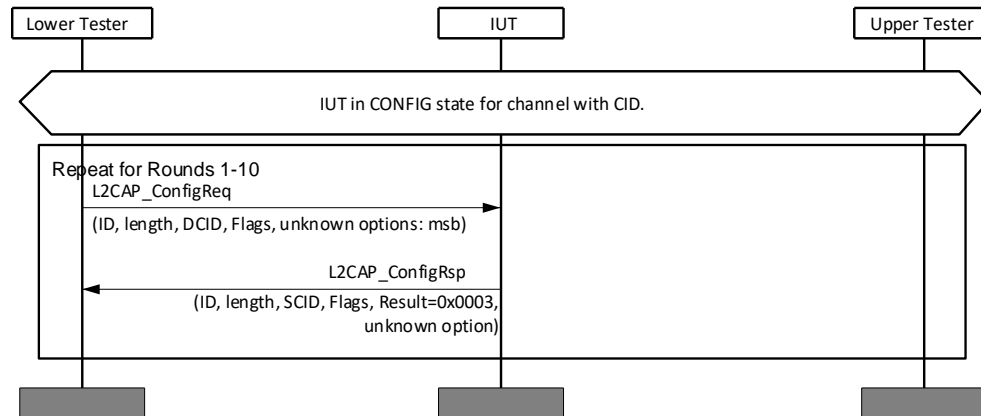 Lower Tester
IUT
Upper Tester
IUT in CONFIG state for channel with CID.
Repeat for Rounds 1-10
L2CAP_ConfigReq
(ID, length, DCID, Flags, unknown options: msb)
L2CAP_ConfigRsp
(ID, length, SCID, Flags, Result=0x0003,
unknown option)